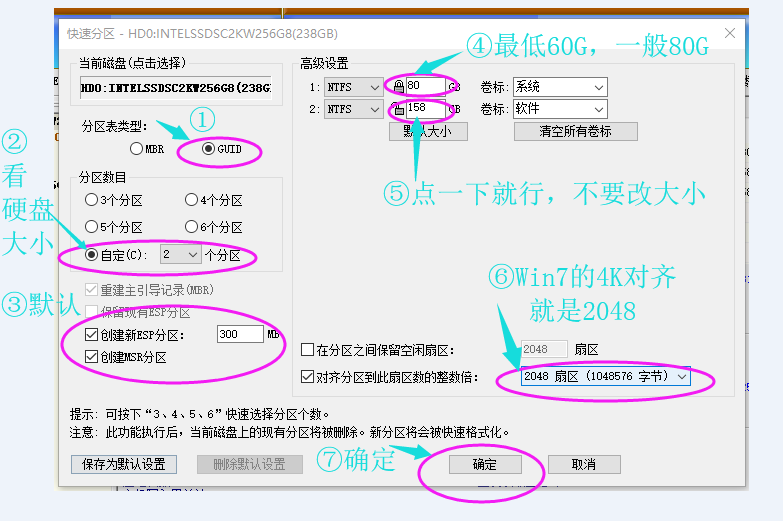 快速分区 - HD0:INTELSSDSC2KW256G8(238GB)
④最低60G，一般80G
当前磁盘(点击选择)
HD0:INTELSSDSC2KW256G8(238G
高级设置
1: NTFS 80 GB 卷标: 系统
2: NTFS 158 GB 卷标: 软件
默认大小 清空所有卷标
分区表类型:
①
MBR GUID
②
看
硬盘
大小
分区数目
3个分区 4个分区
5个分区 6个分区
自定(C): 2 个分区
⑤点一下就行，不要改大小
⑥Win7的4K对齐
就是2048
重建主引导记录(MBR)
③默认
保留现有ESP分区
创建新ESP分区: 300 MB
创建MSR分区
在分区之间保留空闲扇区: 2048 扇区
对齐分区到此扇区数的整数倍: 2048 扇区 (1048576 字节)
提示: 可按下“3、4、5、6”快速选择分区个数。
注意: 此功能执行后，当前磁盘上的现有分区将被删除。新分区将会被快速格式化。
⑦确定
保存为默认设置 删除默认设置 确定 取消